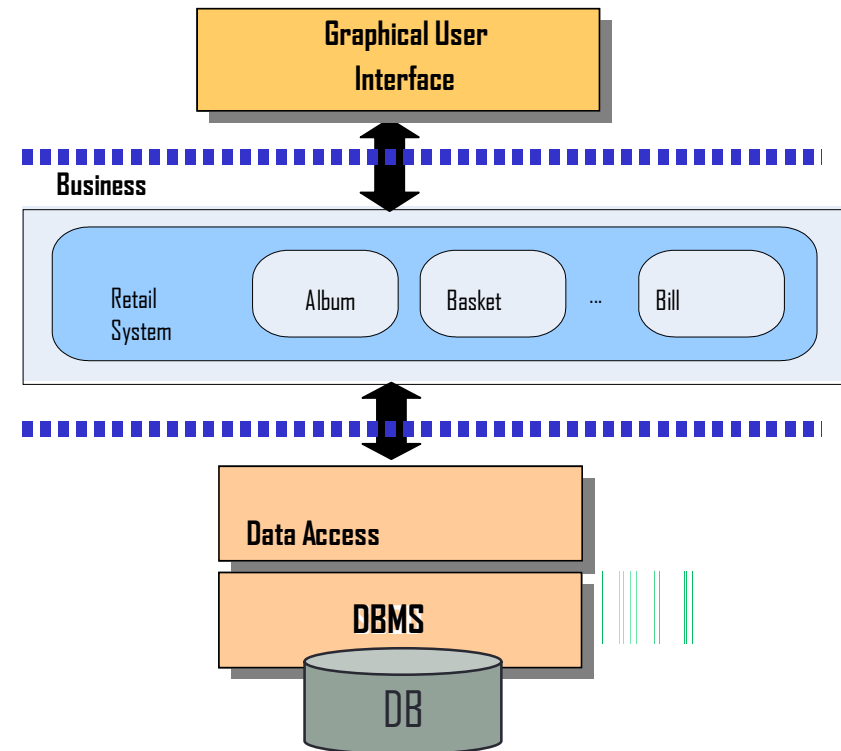 Graphical User
Interface
Business
Retail
System
Album
Basket
...
Bill
Data Access
DBMS
DB